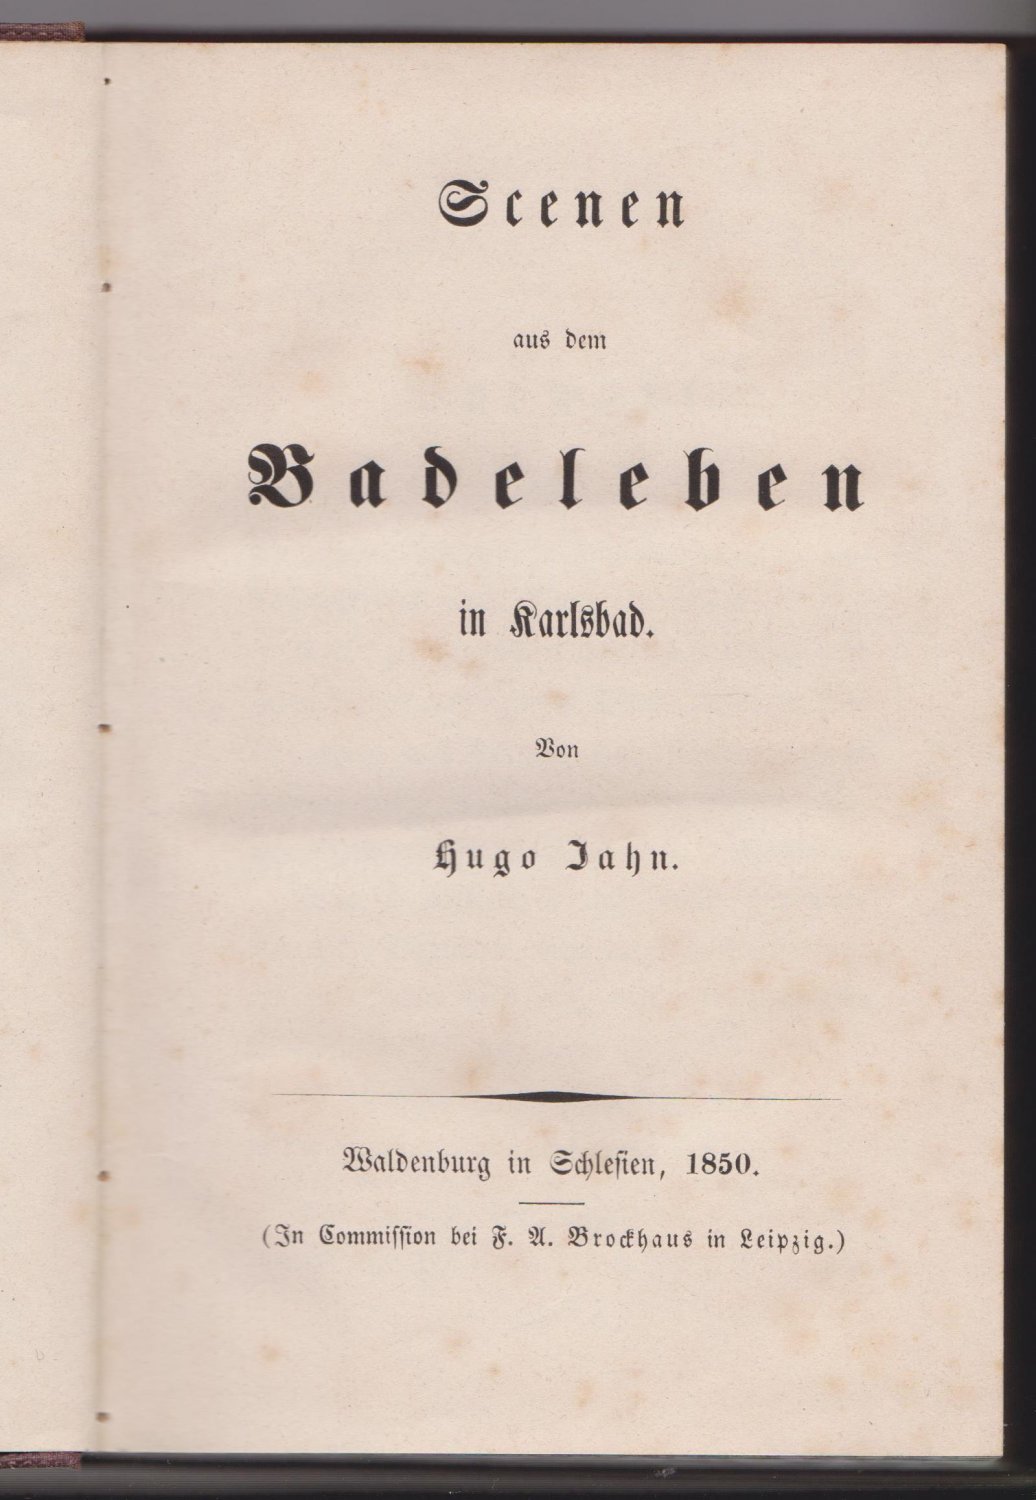 Scenen
aus dem
Badeleben
in Karlsbad.
Von
Hugo Jahn.
Waldenburg in Schlesien, 1850.
(In Commission bei F. A. Brockhaus in Leipzig.)